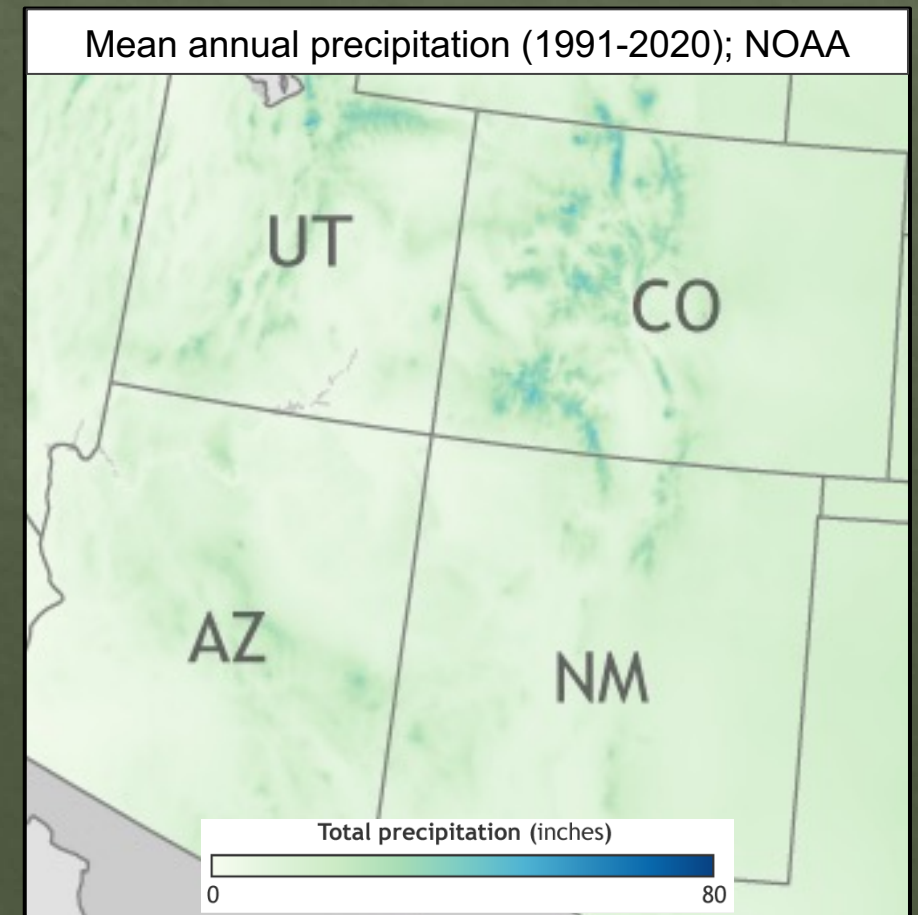 Mean annual precipitation (1991-2020); NOAA
UT
CO
AZ
NM
Total precipitation (inches)
0 80